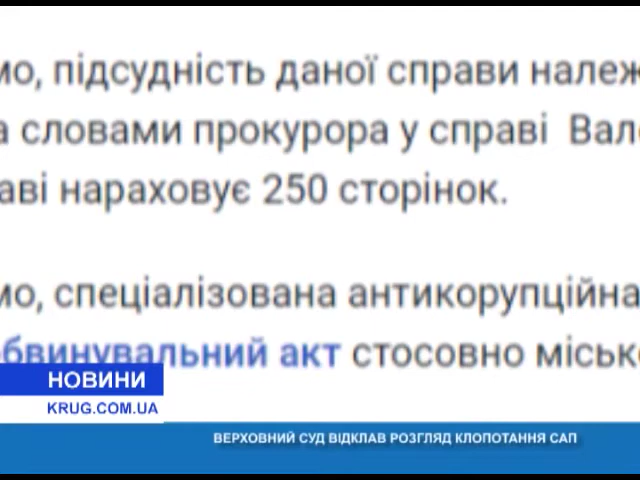 мо, підсудність даної справи належ
а словами прокурора у справі Вал
аві нараховує 250 сторінок.
мо, спеціалізована антикорупційна
обвинувальний акт стосовно місько
НОВИНИ
KRUG.COM.UA
ВЕРХОВНИЙ СУД ВІДКЛАВ РОЗГЛЯД КЛОПОТАННЯ САП